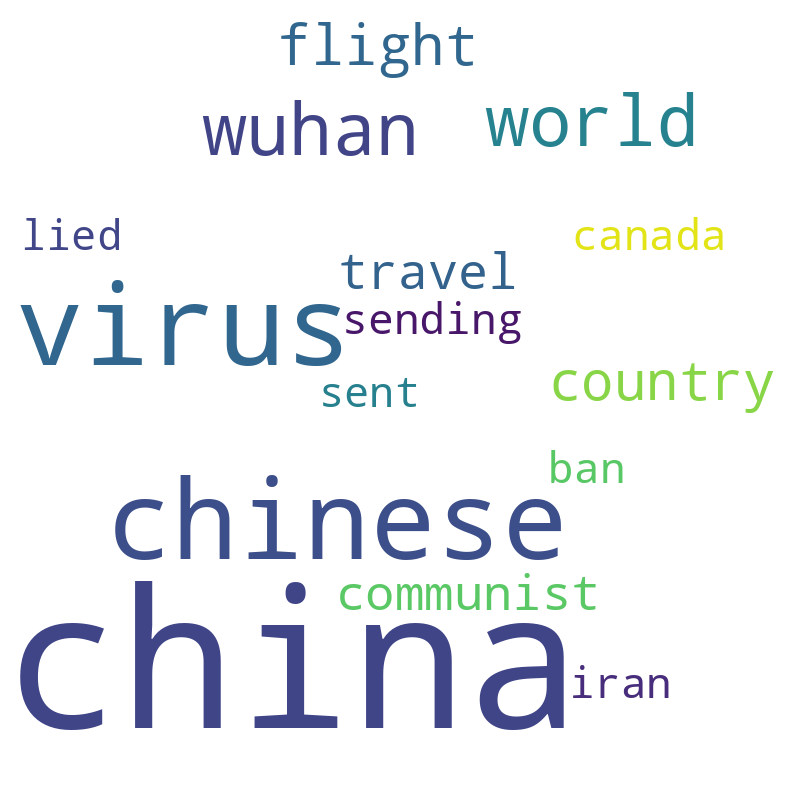 flight
wuhan world
lied canada
travel
virus sending
sent country
ban
chinese
communist
china iran